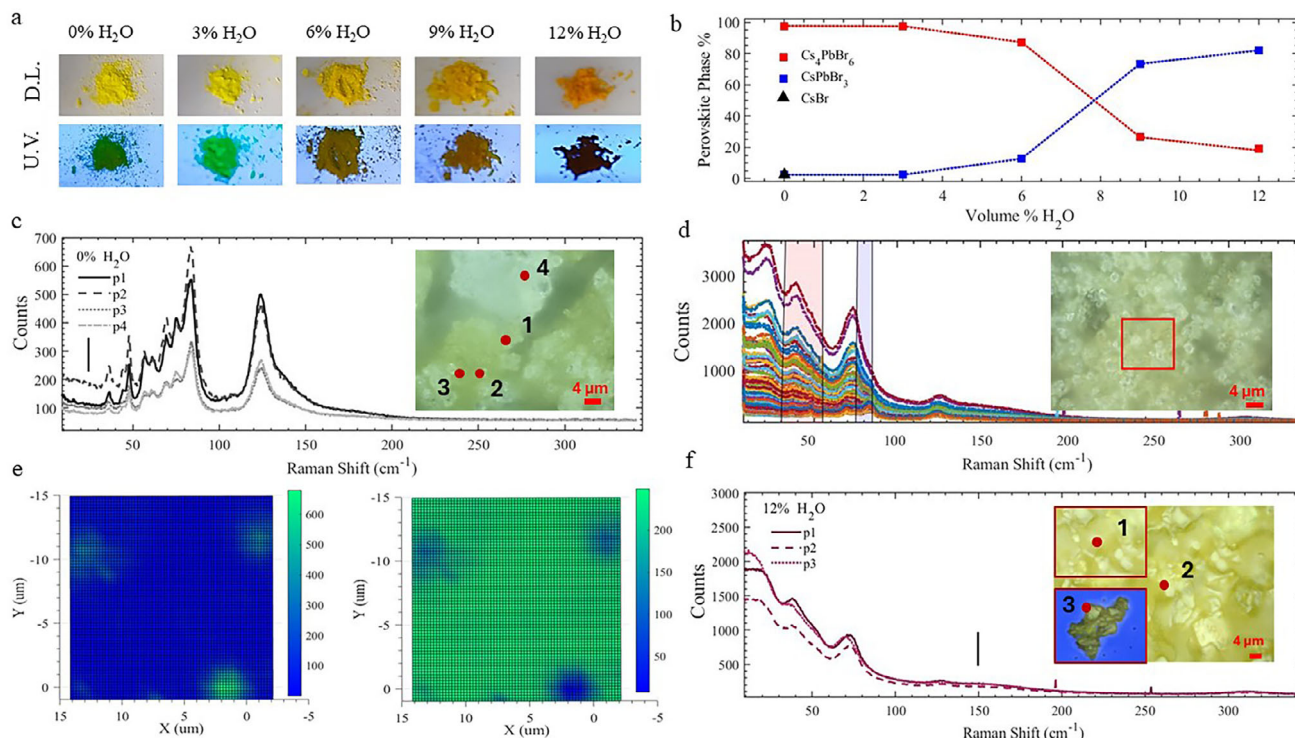 a
0% H2O 3% H2O 6% H2O 9% H2O 12% H2O
D.L.
U.V.
b
Perovskite Phase %
100
80
60
40
20
0
Cs4PbBr6
CsPbBr3
CsBr
0 2 4 6 8 10 12
Volume % H2O
c
Counts
700
600
500
400
300
200
100
0% H2O
p1
p2
p3
p4
4
1
3 2
4 μm
50 100 150 200 250 300
Raman Shift (cm-1)
d
Counts
3000
2000
1000
4 μm
50 100 150 200 250 300
Raman Shift (cm-1)
e
Y (um)
-15
-10
-5
0
15 10 5 0 -5
X (um)
600
500
400
300
200
100
Y (um)
-15
-10
-5
0
15 10 5 0 -5
X (um)
200
150
100
50
f
Counts
3000
2500
2000
1500
1000
500
12% H2O
p1
p2
p3
1
2
3
4 μm
50 100 150 200 250 300
Raman Shift (cm-1)